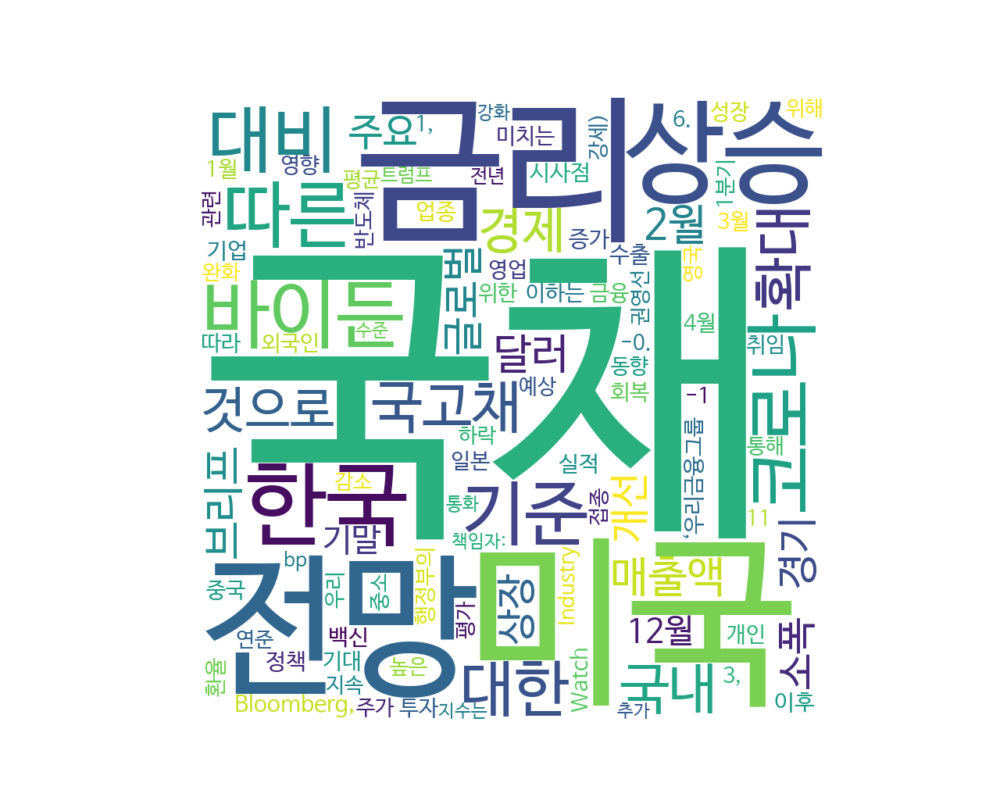 대비
주요
1,
금리
강화
미치는
강세)
상승
6.
성장
위해
1월
영향
평균
트럼프
전년
시사점
1분기
관련
따른
반도체
업종
경제
증가
2월
3월
확대
기업
글로벌
영업
수출
영국
완화
바이든
수준
위한
이하는
금융
권영선
4월
코로나
따라
외국인
국채
달러
-0.
동향
취임
것으로
국고채
예상
회복
-1
하락
일본
실적
'우리금융그룹
통해
브리프
한국
감소
통화
기준
접종
개선
11
기말
책임자:
경기
전망
bp
우리
중소
행정부의
미국
상장
Industry
매출액
중국
평가
연준
백신
12월
개인
소폭
정책
기대
높은
환율
지속
대한
Watch
국내
3,
이후
Bloomberg,
주가
투자
지수는
추가